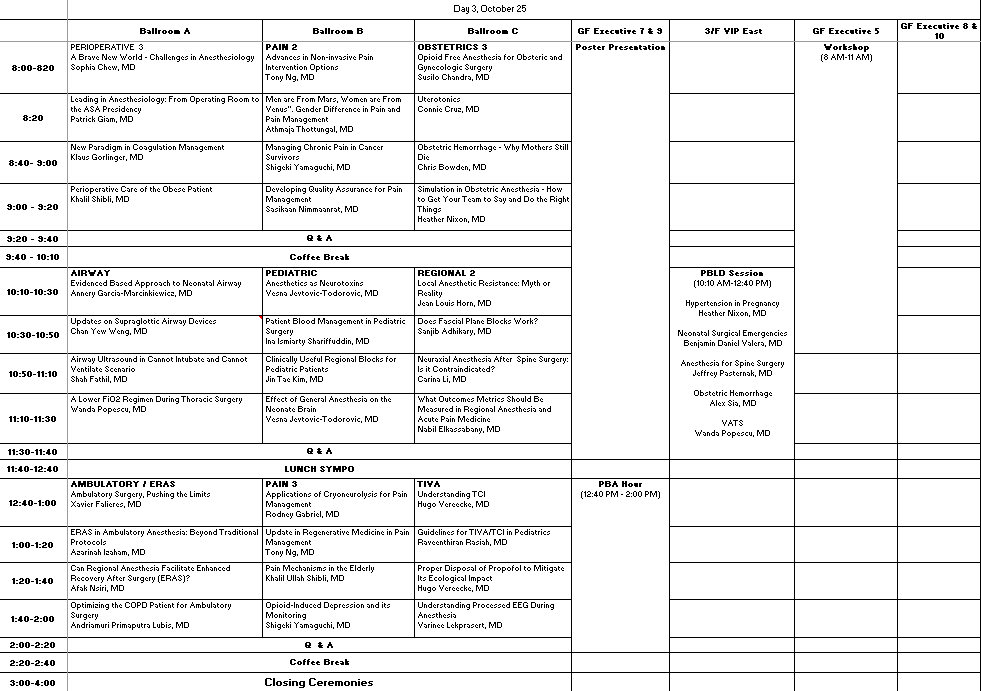 Day 3, October 25
Ballroom A
Ballroom B
Ballroom C
GF Executive 7 & 9
3/F VIP East
GF Executive 5
GF Executive 8 &
10
8:00-820
PERIOPERATIVE 3
A Brave New World - Challenges in Anesthesiology
Sophia Chew, MD
PAIN 2
Advances in Non-invasive Pain
Intervention Options
Tony Ng, MD
OBSTETRICS 3
Opioid Free Anesthesia for Obsteric and
Gynecologic Surgery
Susilo Chandra, MD
Poster Presentation
Workshop
(8 AM-11 AM)
8:20
Leading in Anesthesiology: From Operating Room to
the ASA Presidency
Patrick Giam, MD
Men are From Mars, Women are From
Venus". Gender Difference in Pain and
Pain Management
Athmaja Thottungal, MD
Uterotonics
Connie Cruz, MD
8:40- 9:00
New Paradigm in Coagulation Management
Klaus Gorlinger, MD
Managing Chronic Pain in Cancer
Survivors
Shigeki Yamaguchi, MD
Obstetric Hemorrhage - Why Mothers Still
Die
Chris Bowden, MD
9:00 - 9:20
Perioperative Care of the Obese Patient
Khalil Shibli, MD
Developing Quality Assurance for Pain
Management
Sasikaan Nimmaanrat, MD
Simulation in Obstetric Anesthesia - How
to Get Your Team to Say and Do the Right
Things
Heather Nixon, MD
9:20 - 9:40
Q & A
9:40 - 10:10
Coffee Break
10:10-10:30
AIRWAY
Evidenced Based Approach to Neonatal Airway
Annery Garcia-Marcinkiewicz, MD
PEDIATRIC
Anesthetics as Neurotoxins
Vesna Jevtovic-Todorovic, MD
REGIONAL 2
Local Anesthetic Resistance: Myth or
Reality
Jean Louis Horn, MD
PBLD Session
(10:10 AM-12:40 PM)
Hypertension in Pregnancy
Heather Nixon, MD
Neonatal Surgical Emergencies
Benjamin Daniel Valera, MD
Anesthesia for Spine Surgery
Jeffrey Pasternak, MD
Obstetric Hemorrhage
Alex Sia, MD
VATS
Wanda Popescu, MD
10:30-10:50
Updates on Supraglottic Airway Devices
Chan Yew Weng, MD
Patient Blood Management in Pediatric
Surgery
Ina Ismiarty Shariffuddin, MD
Does Fascial Plane Blocks Work?
Sanjib Adhikary, MD
10:50-11:10
Airway Ultrasound in Cannot Intubate and Cannot
Ventilate Scenario
Shah Fathil, MD
Clinically Useful Regional Blocks for
Pediatric Patients
Jin Tae Kim, MD
Neuraxial Anesthesia After Spine Surgery:
Is it Contraindicated?
Carina Li, MD
11:10-11:30
A Lower FiO2 Regimen During Thoracic Surgery
Wanda Popescu, MD
Effect of General Anesthesia on the
Neonate Brain
Vesna Jevtovic-Todorovic, MD
What Outcomes Metrics Should Be
Measured in Regional Anesthesia and
Acute Pain Medicine
Nabil Elkassabany, MD
11:30-11:40
Q & A
11:40-12:40
LUNCH SYMPO
12:40-1:00
AMBULATORY / ERAS
Ambulatory Surgery, Pushing the Limits
Xavier Falieres, MD
PAIN 3
Applications of Cryoneurolysis for Pain
Management
Rodney Gabriel, MD
TIVA
Understanding TCI
Hugo Vereecke, MD
PBA Hour
(12:40 PM - 2:00 PM)
1:00-1:20
ERAS in Ambulatory Anesthesia: Beyond Traditional
Protocols
Azarinah Izaham, MD
Update in Regenerative Medicine in Pain
Management
Tony Ng, MD
Guidelines for TIVA/TCI in Pediatrics
Raveenthiran Rasiah, MD
1:20-1:40
Can Regional Anesthesia Facilitate Enhanced
Recovery After Surgery (ERAS)?
Afak Nsiri, MD
Pain Mechanisms in the Elderly
Khalil Ullah Shibli, MD
Proper Disposal of Propofol to Mitigate
Its Ecological Impact
Hugo Vereecke, MD
1:40-2:00
Optimizing the COPD Patient for Ambulatory
Surgery
Andriamuri Primaputra Lubis, MD
Opioid-Induced Depression and its
Monitoring
Shigeki Yamaguchi, MD
Understanding Processed EEG During
Anesthesia
Varinee Lekprasert, MD
2:00-2:20
Q & A
2:20-2:40
Coffee Break
3:00-4:00
Closing Ceremonies